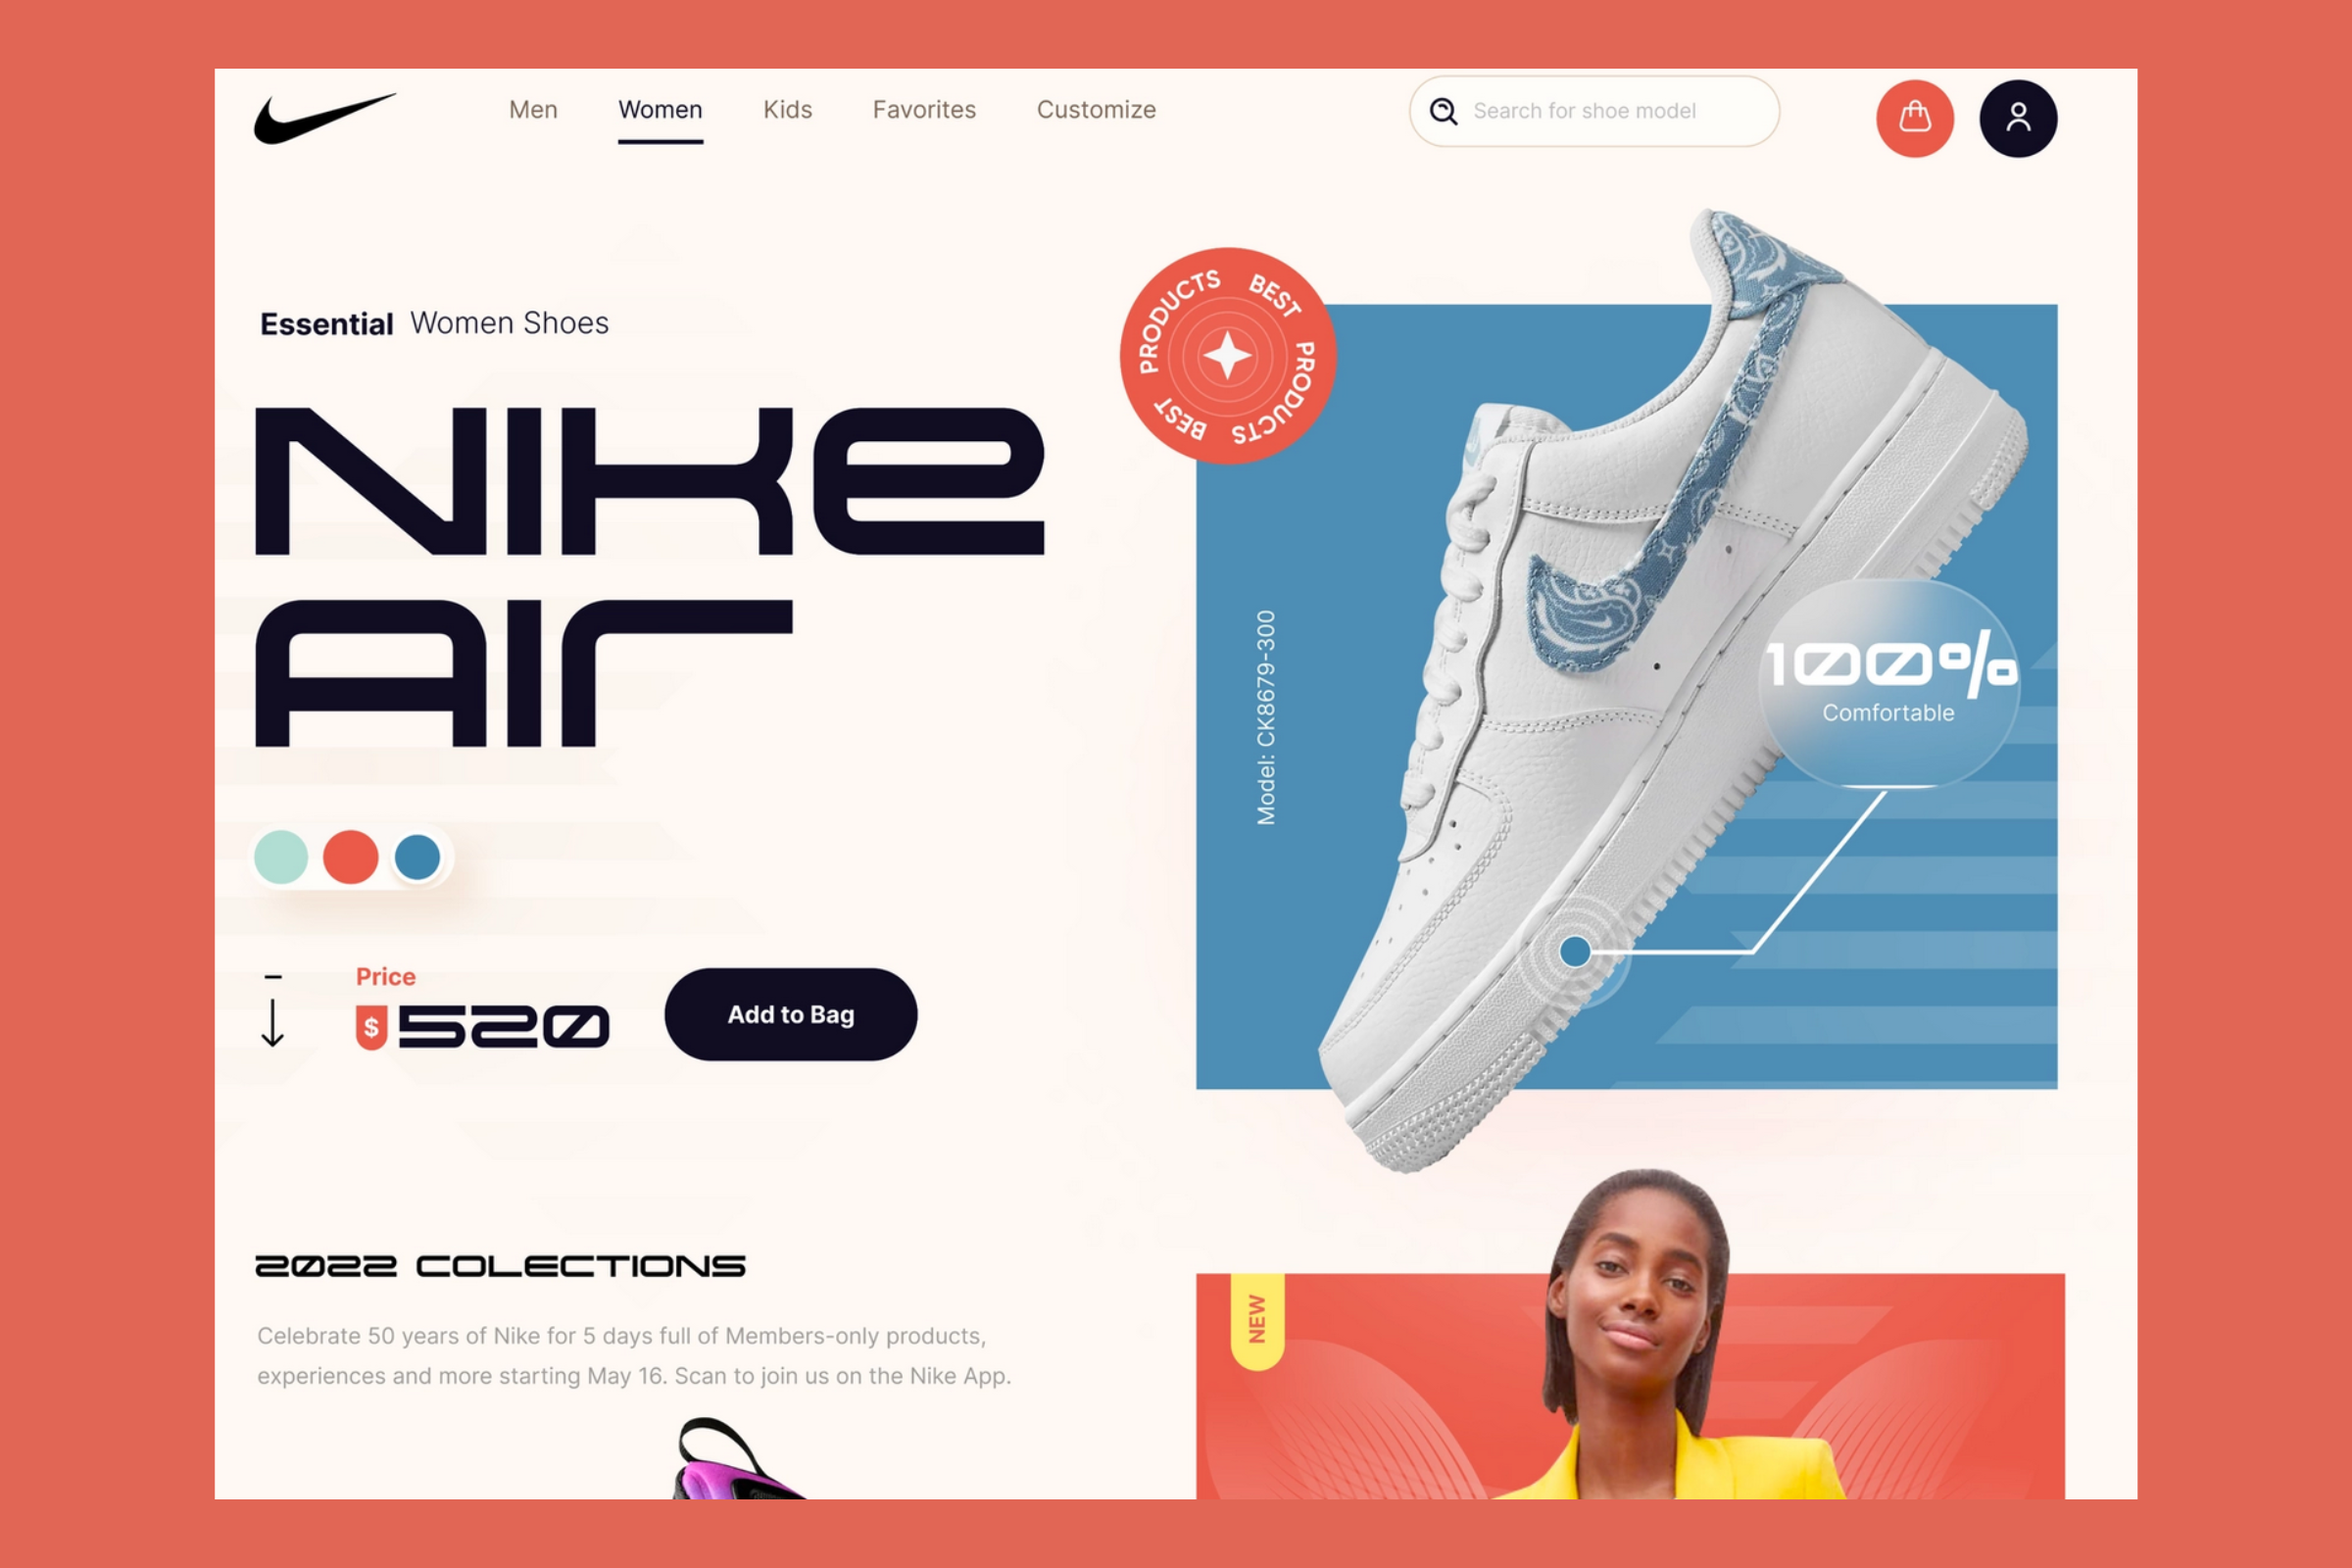 Men Women Kids Favorites Customize Search for shoe model
Essential Women Shoes
NIKE
AIR
PRODUCTS BEST PRODUCTS BEST
Model: CK8679-300
100%
Comfortable
Price
$ 520
Add to Bag
2022 COLECTIONS
Celebrate 50 years of Nike for 5 days full of Members-only products,
experiences and more starting May 16. Scan to join us on the Nike App.
NEW